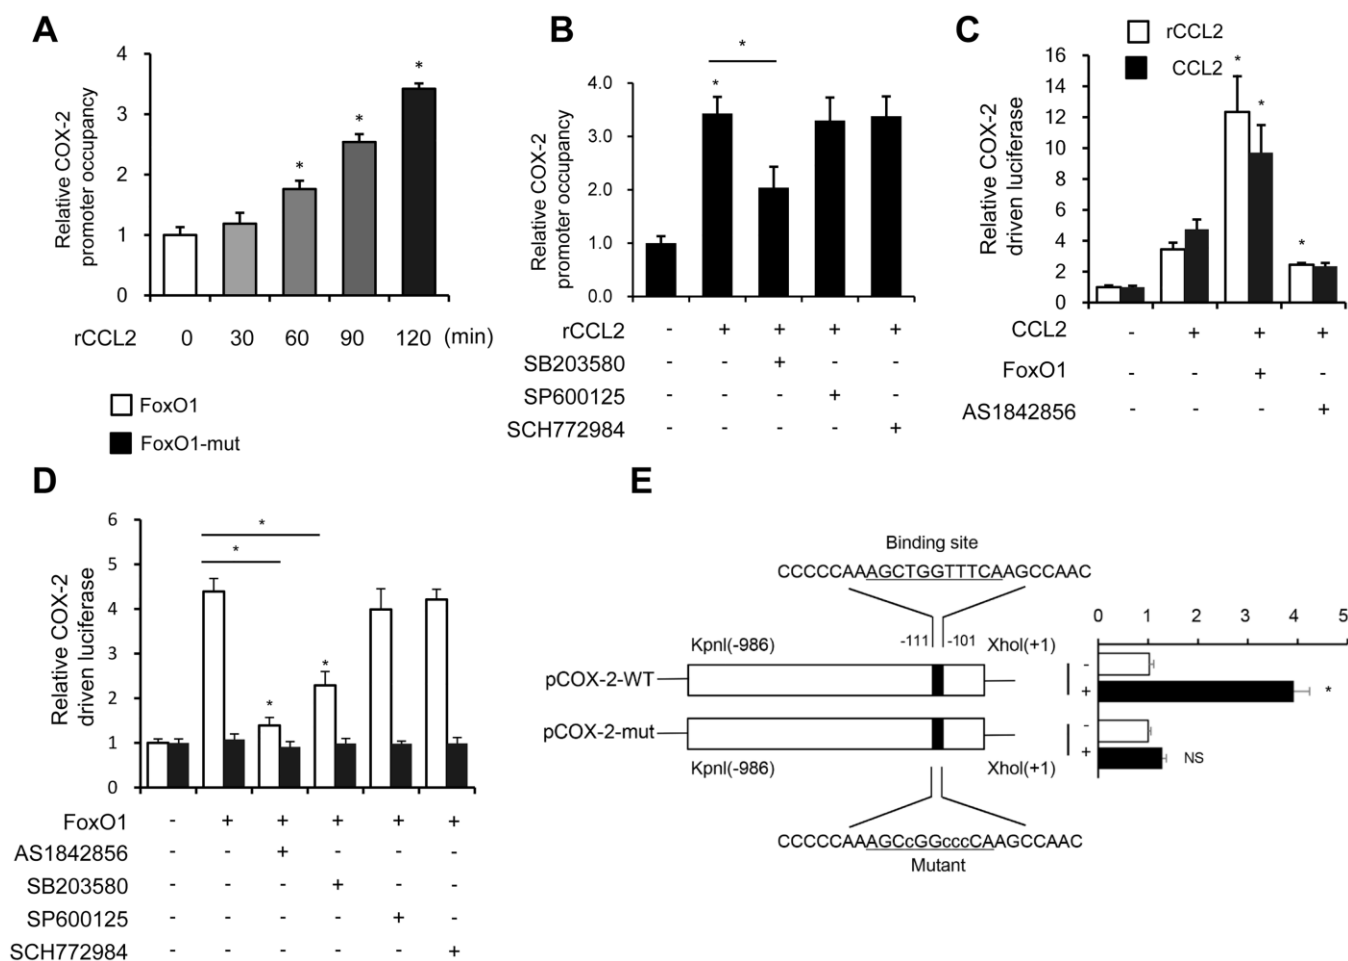 A
Relative COX-2
promoter occupancy
4
3
2
1
0
*
*
*
rCCL2 0 30 60 90 120 (min)
B
Relative COX-2
promoter occupancy
4.0
3.0
2.0
1.0
0.0
*
*
rCCL2 - + + + +
SB203580 - - + - -
SP600125 - - - + -
SCH772984 - - - - +
C
rCCL2
CCL2
Relative COX-2
driven luciferase
16
14
12
10
8
6
4
2
0
*
*
*
CCL2 - + + +
FoxO1 - - + -
AS1842856 - - - +
FoxO1
FoxO1-mut
D
Relative COX-2
driven luciferase
6
5
4
3
2
1
0
*
*
*
*
FoxO1 - + + + + +
AS1842856 - - + - - -
SB203580 - - - + - -
SP600125 - - - - + -
SCH772984 - - - - - +
E
Binding site
CCCCCAAAGCTGGTTTCAAGCCAAC
-111 -101
KpnI(-986) XhoI(+1)
pCOX-2-WT
pCOX-2-mut
KpnI(-986) XhoI(+1)
CCCCCAAAGCcGGcccCAAGCCAAC
Mutant
0 1 2 3 4 5
-
+ *
-
+ NS